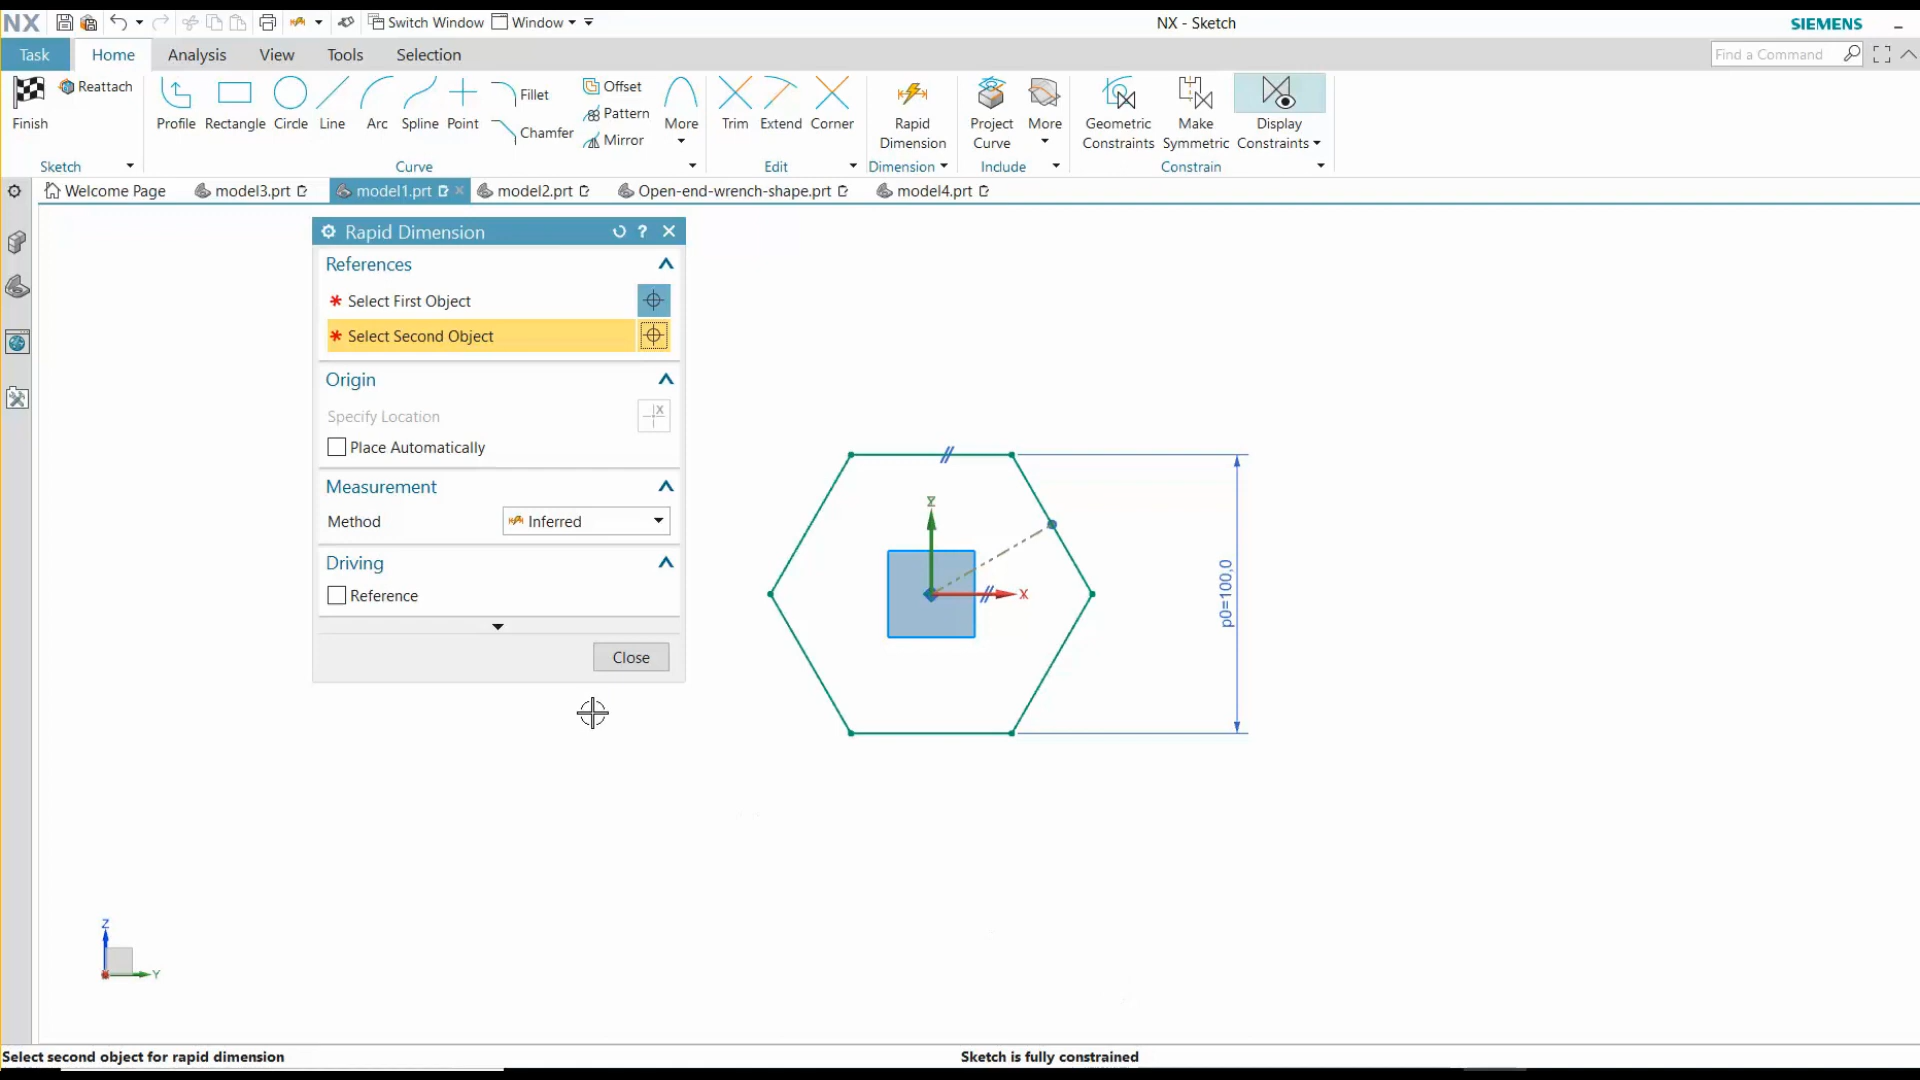 NX Switch Window Window NX - Sketch SIEMENS
Task Home Analysis View Tools Selection Find a Command
Finish Reattach Profile Rectangle Circle Line Arc Spline Point Fillet Chamfer Offset Pattern Mirror More Trim Extend Corner Rapid Dimension Project Curve More Geometric Constraints Make Symmetric Display Constraints
Sketch Curve Edit Dimension Include Constrain
Welcome Page model3.prt model1.prt model2.prt Open-end-wrench-shape.prt model4.prt
Rapid Dimension ?
References
* Select First Object
* Select Second Object
Origin
Specify Location
Place Automatically
Measurement
Method Inferred
Driving
Reference
Close
X
p0=100,0
Z
Y
Select second object for rapid dimension Sketch is fully constrained